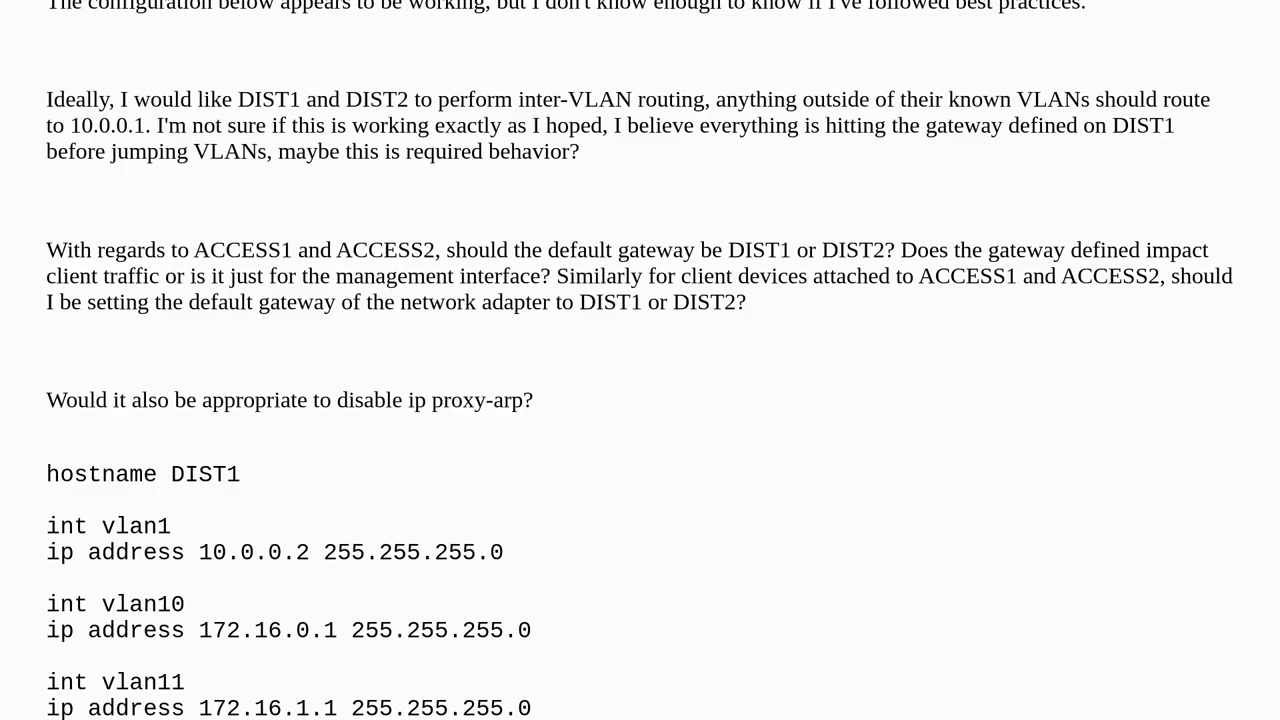 The configuration below appears to be working, but I don't know enough to know if I've followed best practices.
Ideally, I would like DIST1 and DIST2 to perform inter-VLAN routing, anything outside of their known VLANs should route
to 10.0.0.1. I'm not sure if this is working exactly as I hoped, I believe everything is hitting the gateway defined on DIST1
before jumping VLANs, maybe this is required behavior?
With regards to ACCESS1 and ACCESS2, should the default gateway be DIST1 or DIST2? Does the gateway defined impact
client traffic or is it just for the management interface? Similarly for client devices attached to ACCESS1 and ACCESS2, should
I be setting the default gateway of the network adapter to DIST1 or DIST2?
Would it also be appropriate to disable ip proxy-arp?
hostname DIST1
int vlan1
ip address 10.0.0.2 255.255.255.0
int vlan10
ip address 172.16.0.1 255.255.255.0
int vlan11
ip address 172.16.1.1 255.255.255.0